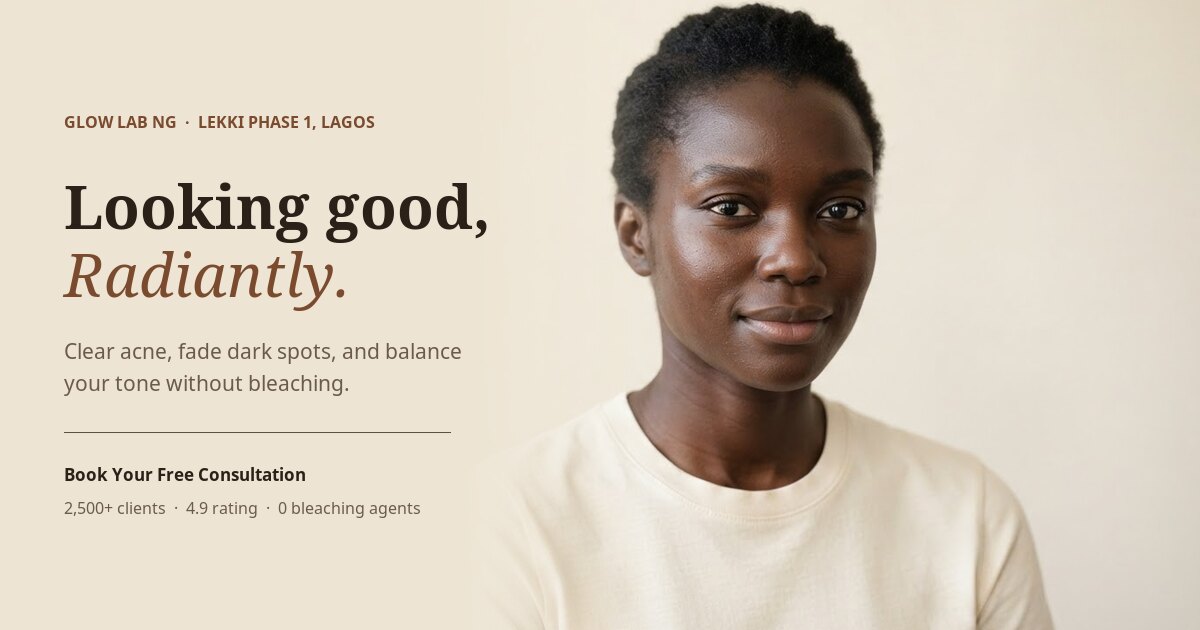 GLOW LAB NG · LEKKI PHASE 1, LAGOS
Looking good,
Radiantly.
Clear acne, fade dark spots, and balance
your tone without bleaching.
Book Your Free Consultation
2,500+ clients · 4.9 rating · 0 bleaching agents